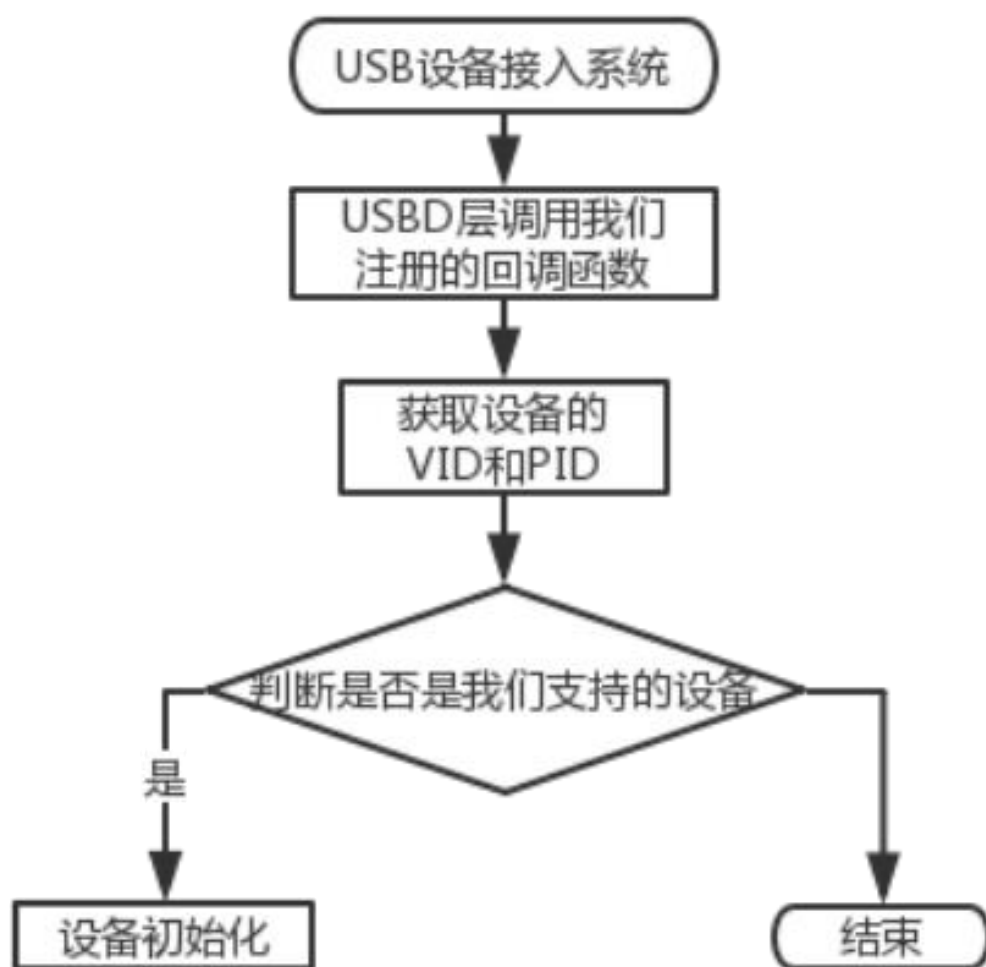 USB设备接入系统
USBD层调用我们
注册的回调函数
获取设备的
VID和PID
判断是否是我们支持的设备
是
设备初始化
结束